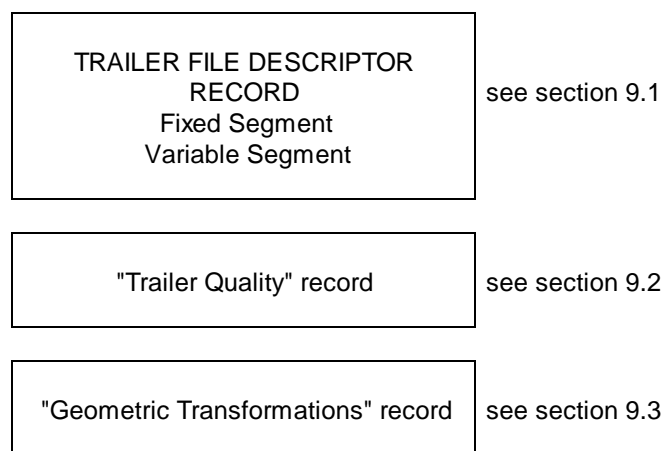 TRAILER FILE DESCRIPTOR
RECORD
Fixed Segment
Variable Segment
see section 9.1
"Trailer Quality" record
see section 9.2
"Geometric Transformations" record
see section 9.3